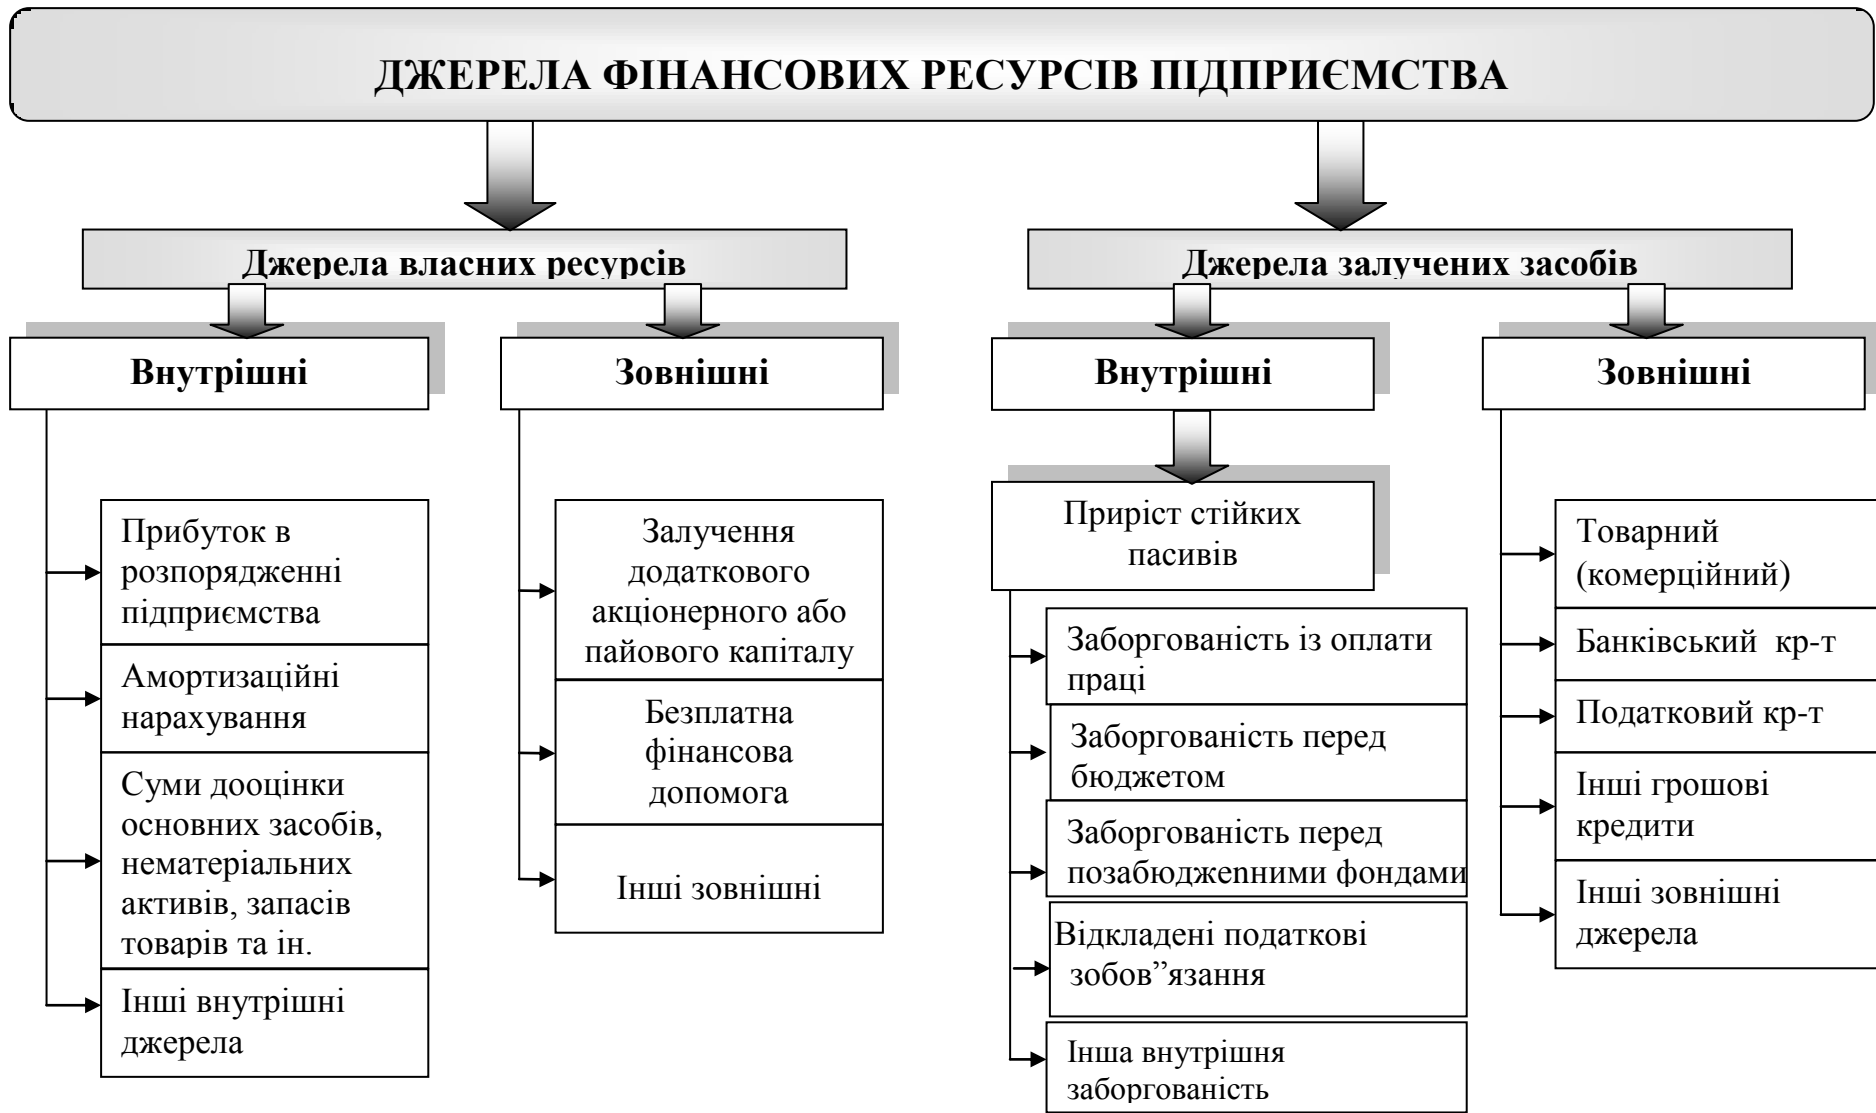 ДЖЕРЕЛА ФІНАНСОВИХ РЕСУРСІВ ПІДПРИЄМСТВА
Джерела власних ресурсів
Внутрішні
Прибуток в
розпорядженні
підприємства
Амортизаційні
нарахування
Суми дооцінки
основних засобів,
нематеріальних
активів, запасів
товарів та ін.
Інші внутрішні
джерела
Зовнішні
Залучення
додаткового
акціонерного або
пайового капіталу
Безплатна
фінансова
допомога
Інші зовнішні
Джерела залучених засобів
Внутрішні
Приріст стійких
пасивів
Заборгованість із оплати
праці
Заборгованість перед
бюджетом
Заборгованість перед
позабюджеnними фондами
Відкладені податкові
зобов”язання
Інша внутрішня
заборгованість
Зовнішні
Товарний
(комерційний)
Банківський кр-т
Податковий кр-т
Інші грошові
кредити
Інші зовнішні
джерела